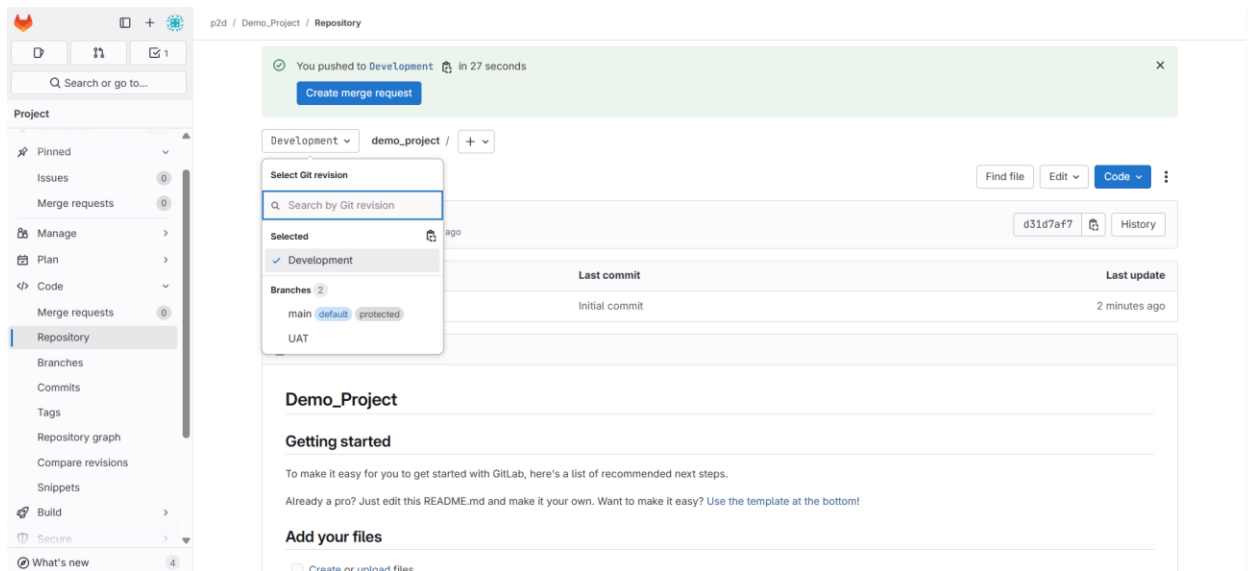 p2d / Demo_Project / Repository
1
Search or go to...
Project
Pinned
Issues 0
Merge requests 0
Manage
Plan
Code
Merge requests 0
Repository
Branches
Commits
Tags
Repository graph
Compare revisions
Snippets
Build
Secure
What's new 4
You pushed to Development in 27 seconds
Create merge request
Development demo_project / +
Select Git revision
Search by Git revision
Selected
Development
Branches 2
main default protected
UAT
Find file Edit Code
ago d31d7af7 History
Last commit Last update
Initial commit 2 minutes ago
Demo_Project
Getting started
To make it easy for you to get started with GitLab, here's a list of recommended next steps.
Already a pro? Just edit this README.md and make it your own. Want to make it easy? Use the template at the bottom!
Add your files
Create or upload files